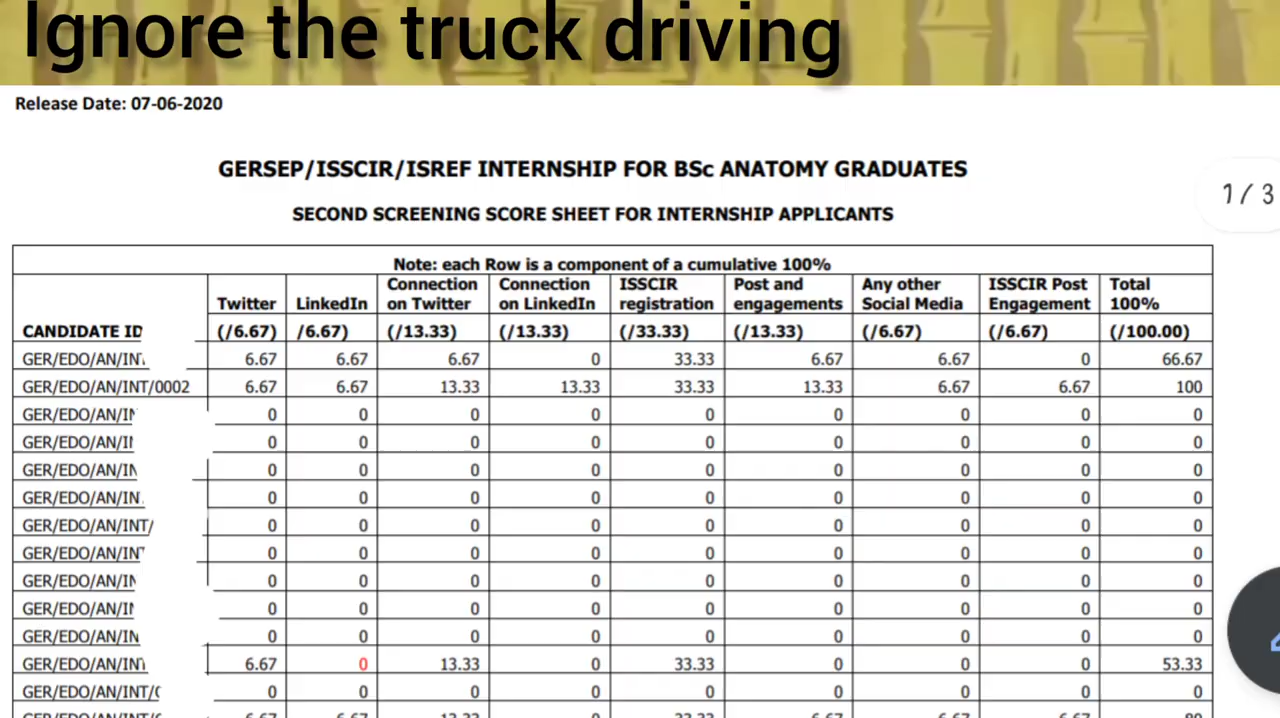 Ignore the truck driving
Release Date: 07-06-2020
GERSEP/ISSCIR/ISREF INTERNSHIP FOR BSc ANATOMY GRADUATES
1 / 3
SECOND SCREENING SCORE SHEET FOR INTERNSHIP APPLICANTS
Note: each Row is a component of a cumulative 100%
CANDIDATE ID Twitter (/6.67) LinkedIn /6.67) Connection on Twitter (/13.33) Connection on LinkedIn (/13.33) ISSCIR registration (/33.33) Post and engagements (/13.33) Any other Social Media (/6.67) ISSCIR Post Engagement (/6.67) Total 100% (/100.00)
GER/EDO/AN/INT 6.67 6.67 6.67 0 33.33 6.67 6.67 0 66.67
GER/EDO/AN/INT/0002 6.67 6.67 13.33 13.33 33.33 13.33 6.67 6.67 100
GER/EDO/AN/IN 0 0 0 0 0 0 0 0 0
GER/EDO/AN/IN 0 0 0 0 0 0 0 0 0
GER/EDO/AN/IN 0 0 0 0 0 0 0 0 0
GER/EDO/AN/IN 0 0 0 0 0 0 0 0 0
GER/EDO/AN/INT/ 0 0 0 0 0 0 0 0 0
GER/EDO/AN/INT 0 0 0 0 0 0 0 0 0
GER/EDO/AN/IN 0 0 0 0 0 0 0 0 0
GER/EDO/AN/IN 0 0 0 0 0 0 0 0 0
GER/EDO/AN/IN 0 0 0 0 0 0 0 0 0
GER/EDO/AN/INT 6.67 0 13.33 0 33.33 0 0 0 53.33
GER/EDO/AN/INT/0 0 0 0 0 0 0 0 0 0